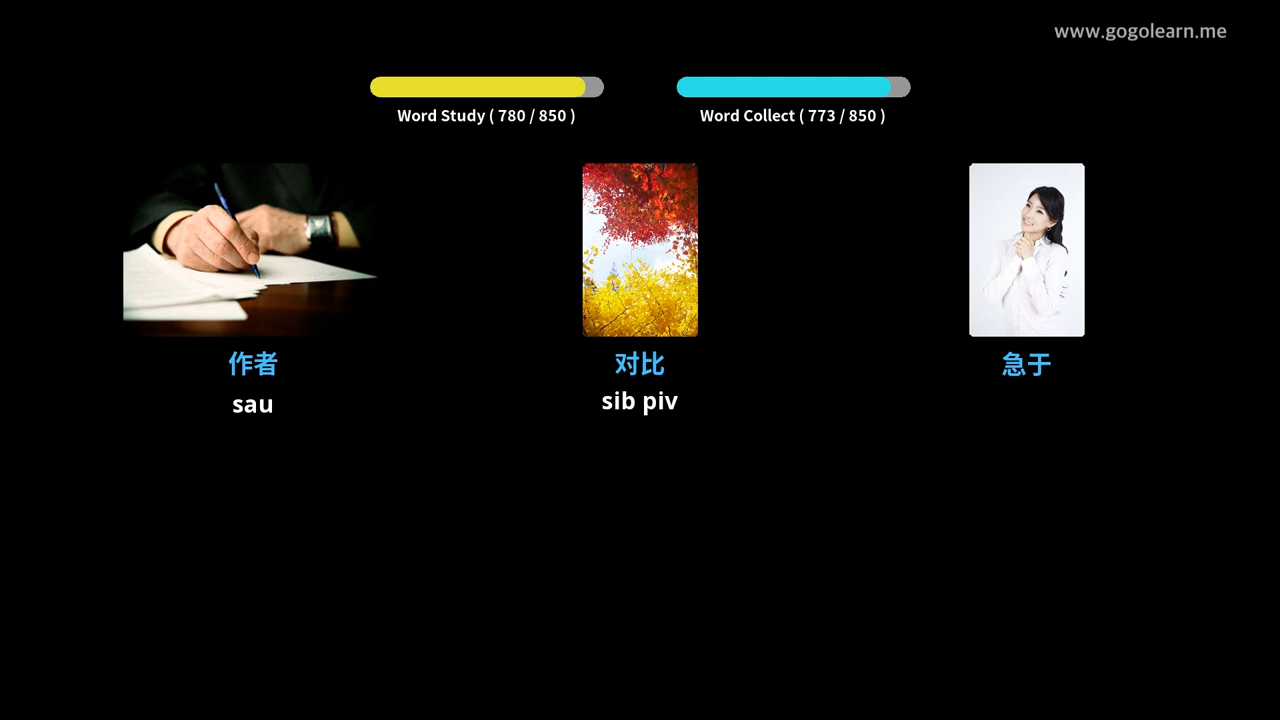 www.gogolearn.me
Word Study ( 780 / 850 )
Word Collect ( 773 / 850 )
作者
sau
对比
sib piv
急于